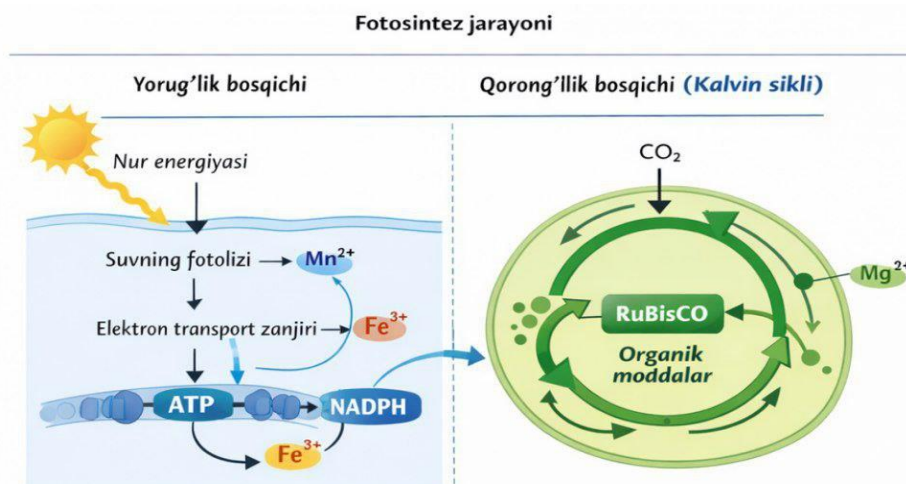 Fotosintez jarayoni
Yorug'lik bosqichi
Qorong'llik bosqichi (Kalvin sikli)
Nur energiyasi
Suvning fotolizi
Mn²⁺
Elektron transport zanjiri
Fe³⁺
ATP
NADPH
Fe³⁺
CO₂
Mg²⁺
RuBisCO
Organik
moddalar